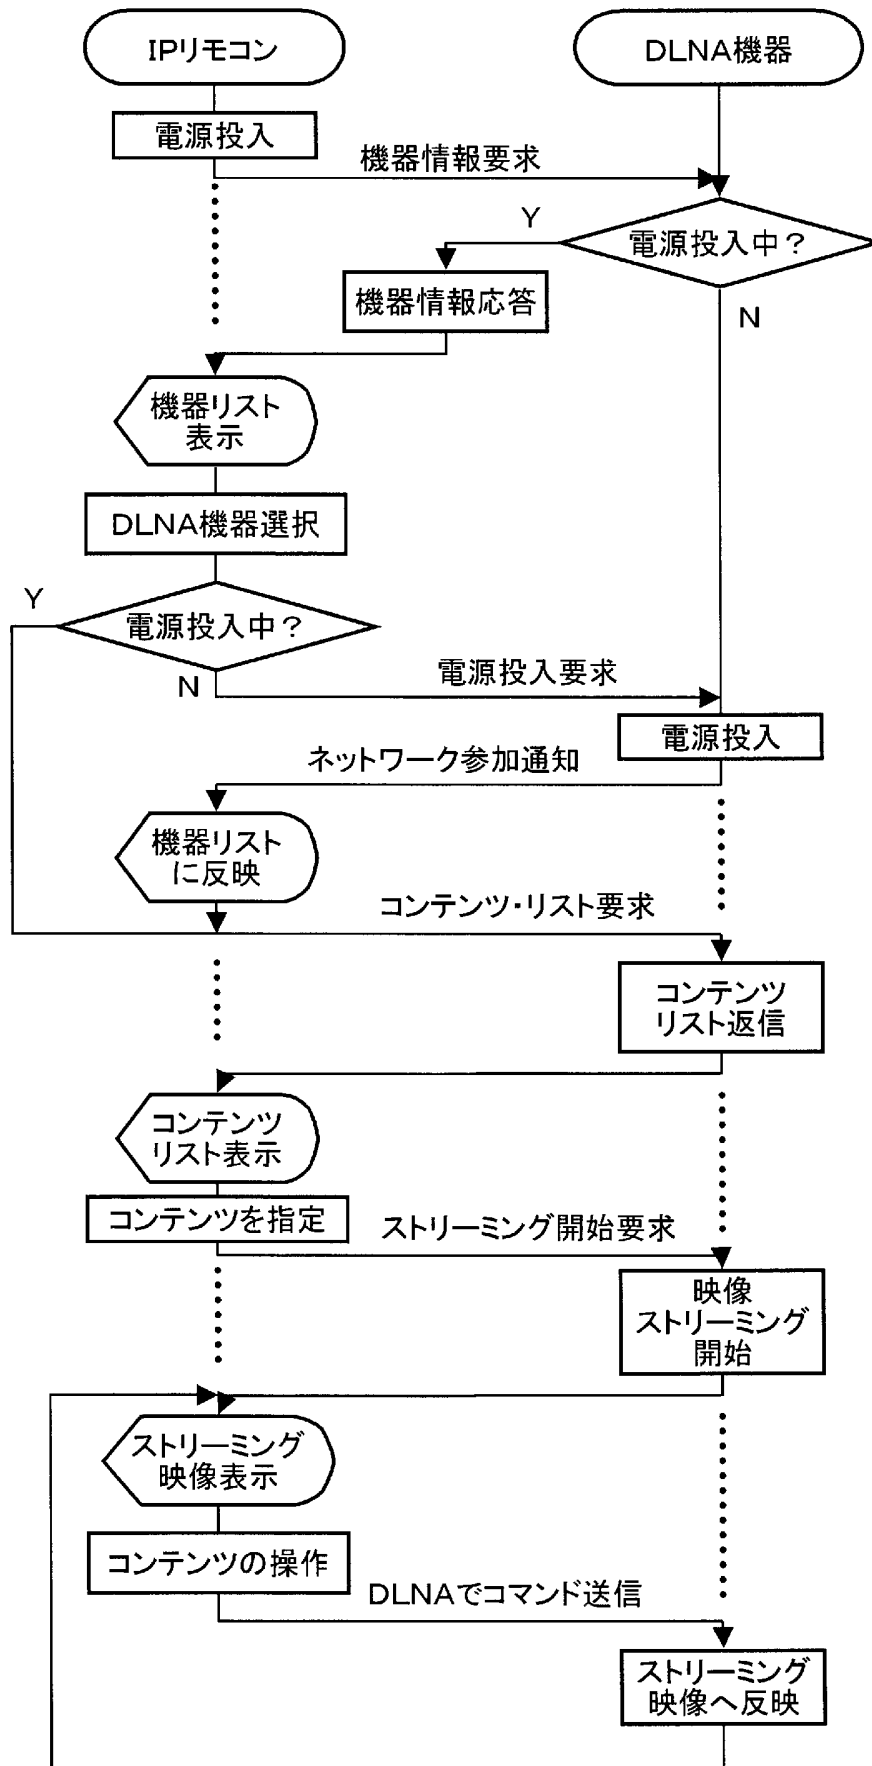 IPリモコン
DLNA機器
電源投入
機器情報要求
電源投入中？
Y
機器情報応答
N
機器リスト
表示
DLNA機器選択
Y
電源投入中？
N
電源投入要求
電源投入
ネットワーク参加通知
機器リスト
に反映
コンテンツ・リスト要求
コンテンツ
リスト返信
コンテンツ
リスト表示
コンテンツを指定
ストリーミング開始要求
映像
ストリーミング
開始
ストリーミング
映像表示
コンテンツの操作
DLNAでコマンド送信
ストリーミング
映像へ反映